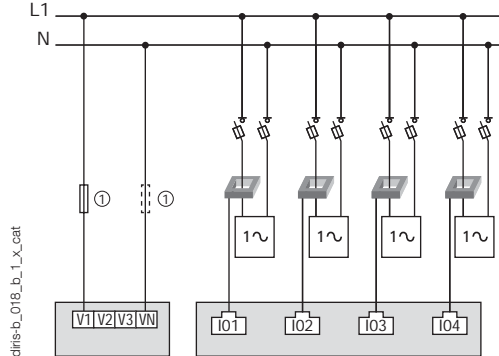 L1
N
① ①
1∿ 1∿ 1∿ 1∿
V1 V2 V3 VN I01 I02 I03 I04
diris-b_018_b_1_x_cat